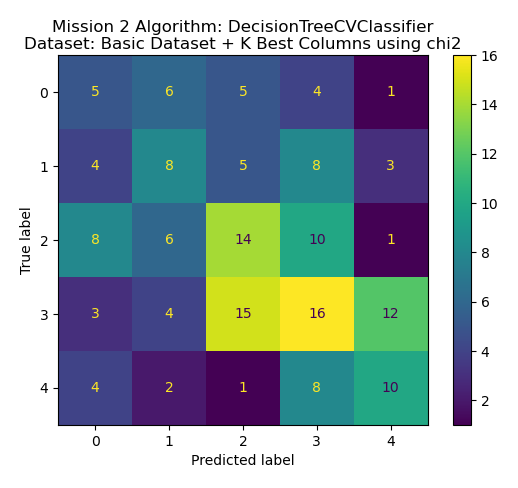 Mission 2 Algorithm: DecisionTreeCVClassifier
Dataset: Basic Dataset + K Best Columns using chi2
True label
0 5 6 5 4 1
1 4 8 5 8 3
2 8 6 14 10 1
3 3 4 15 16 12
4 4 2 1 8 10
0 1 2 3 4
Predicted label
16
14
12
10
8
6
4
2